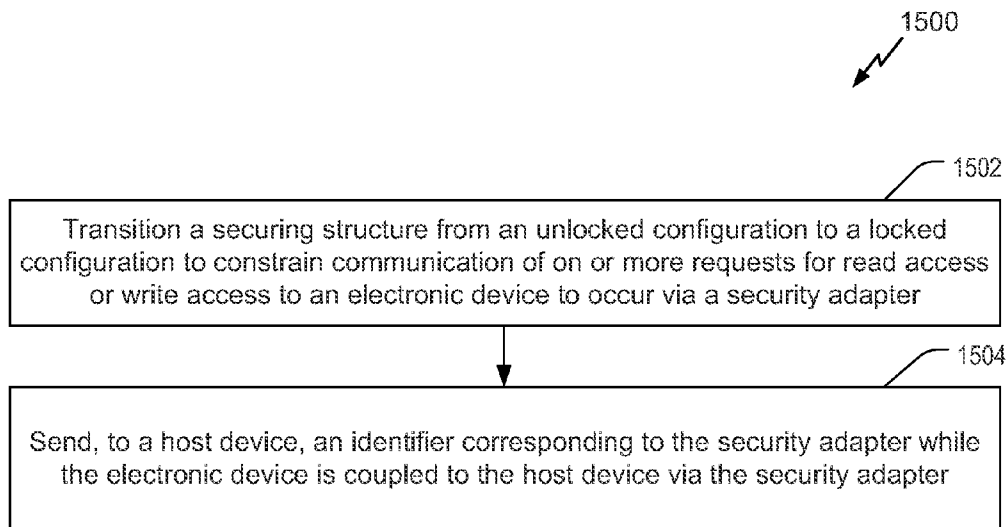 1500
1502
Transition a securing structure from an unlocked configuration to a locked
configuration to constrain communication of on or more requests for read access
or write access to an electronic device to occur via a security adapter
1504
Send, to a host device, an identifier corresponding to the security adapter while
the electronic device is coupled to the host device via the security adapter